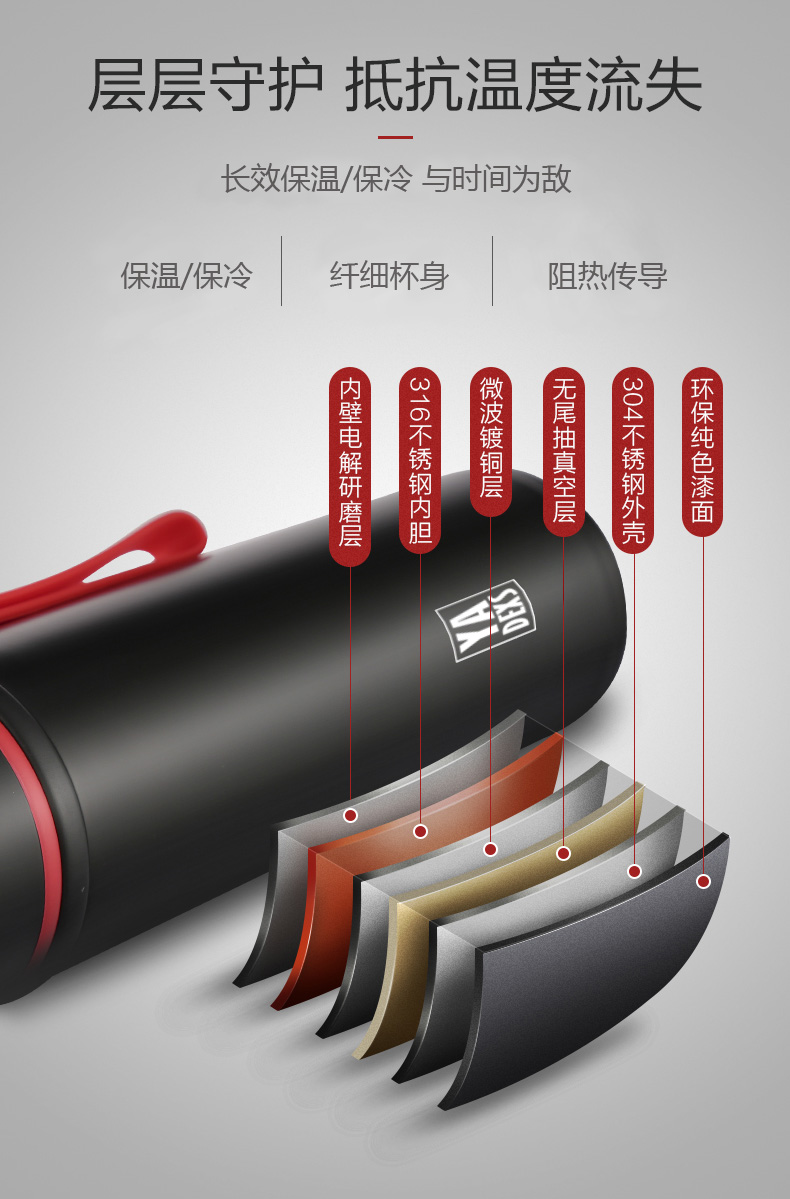 层层守护 抵抗温度流失
长效保温/保冷 与时间为敌
保温/保冷
纤细杯身
阻热传导
内壁电解研磨层
316不锈钢内胆
微波镀铜层
无尾抽真空层
304不锈钢外壳
环保纯色漆面